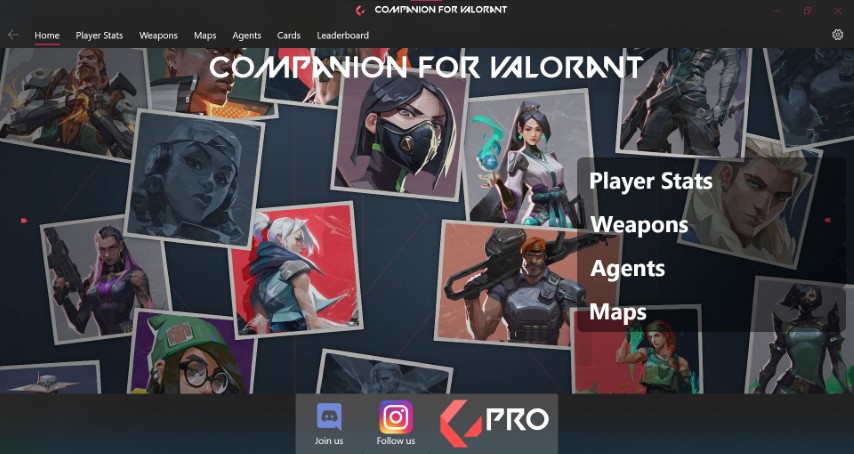 COMPANION FOR VALORANT
Home Player Stats Weapons Maps Agents Cards Leaderboard
COMPANION FOR VALORANT
Player Stats
Weapons
Agents
Maps
PRO
Join us Follow us